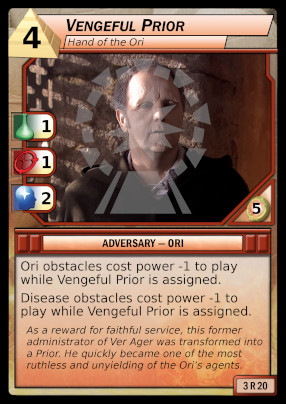 4
VENGEFUL PRIOR
Hand of the Ori
1
1
2
5
ADVERSARY – ORI
Ori obstacles cost power -1 to play
while Vengeful Prior is assigned.
Disease obstacles cost power -1 to
play while Vengeful Prior is assigned.
As a reward for faithful service, this former
administrator of Ver Ager was transformed into
a Prior. He quickly became one of the most
ruthless and unyielding of the Ori's agents.
3 R 20